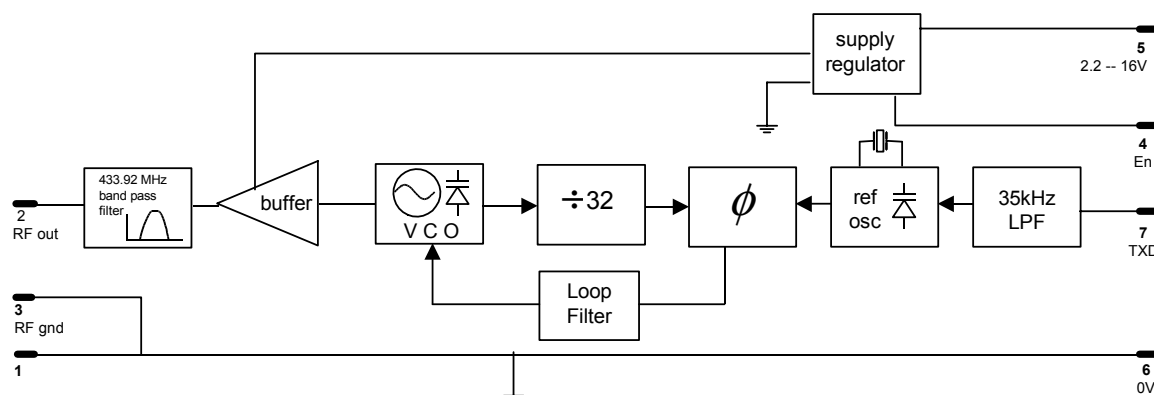 supply
regulator
5
2.2 -- 16V
4
En
433.92 MHz
band pass
filter
buffer
V C O
÷32
ϕ
ref
osc
35kHz
LPF
2
RF out
7
TXD
Loop
Filter
3
RF gnd
1
6
0V